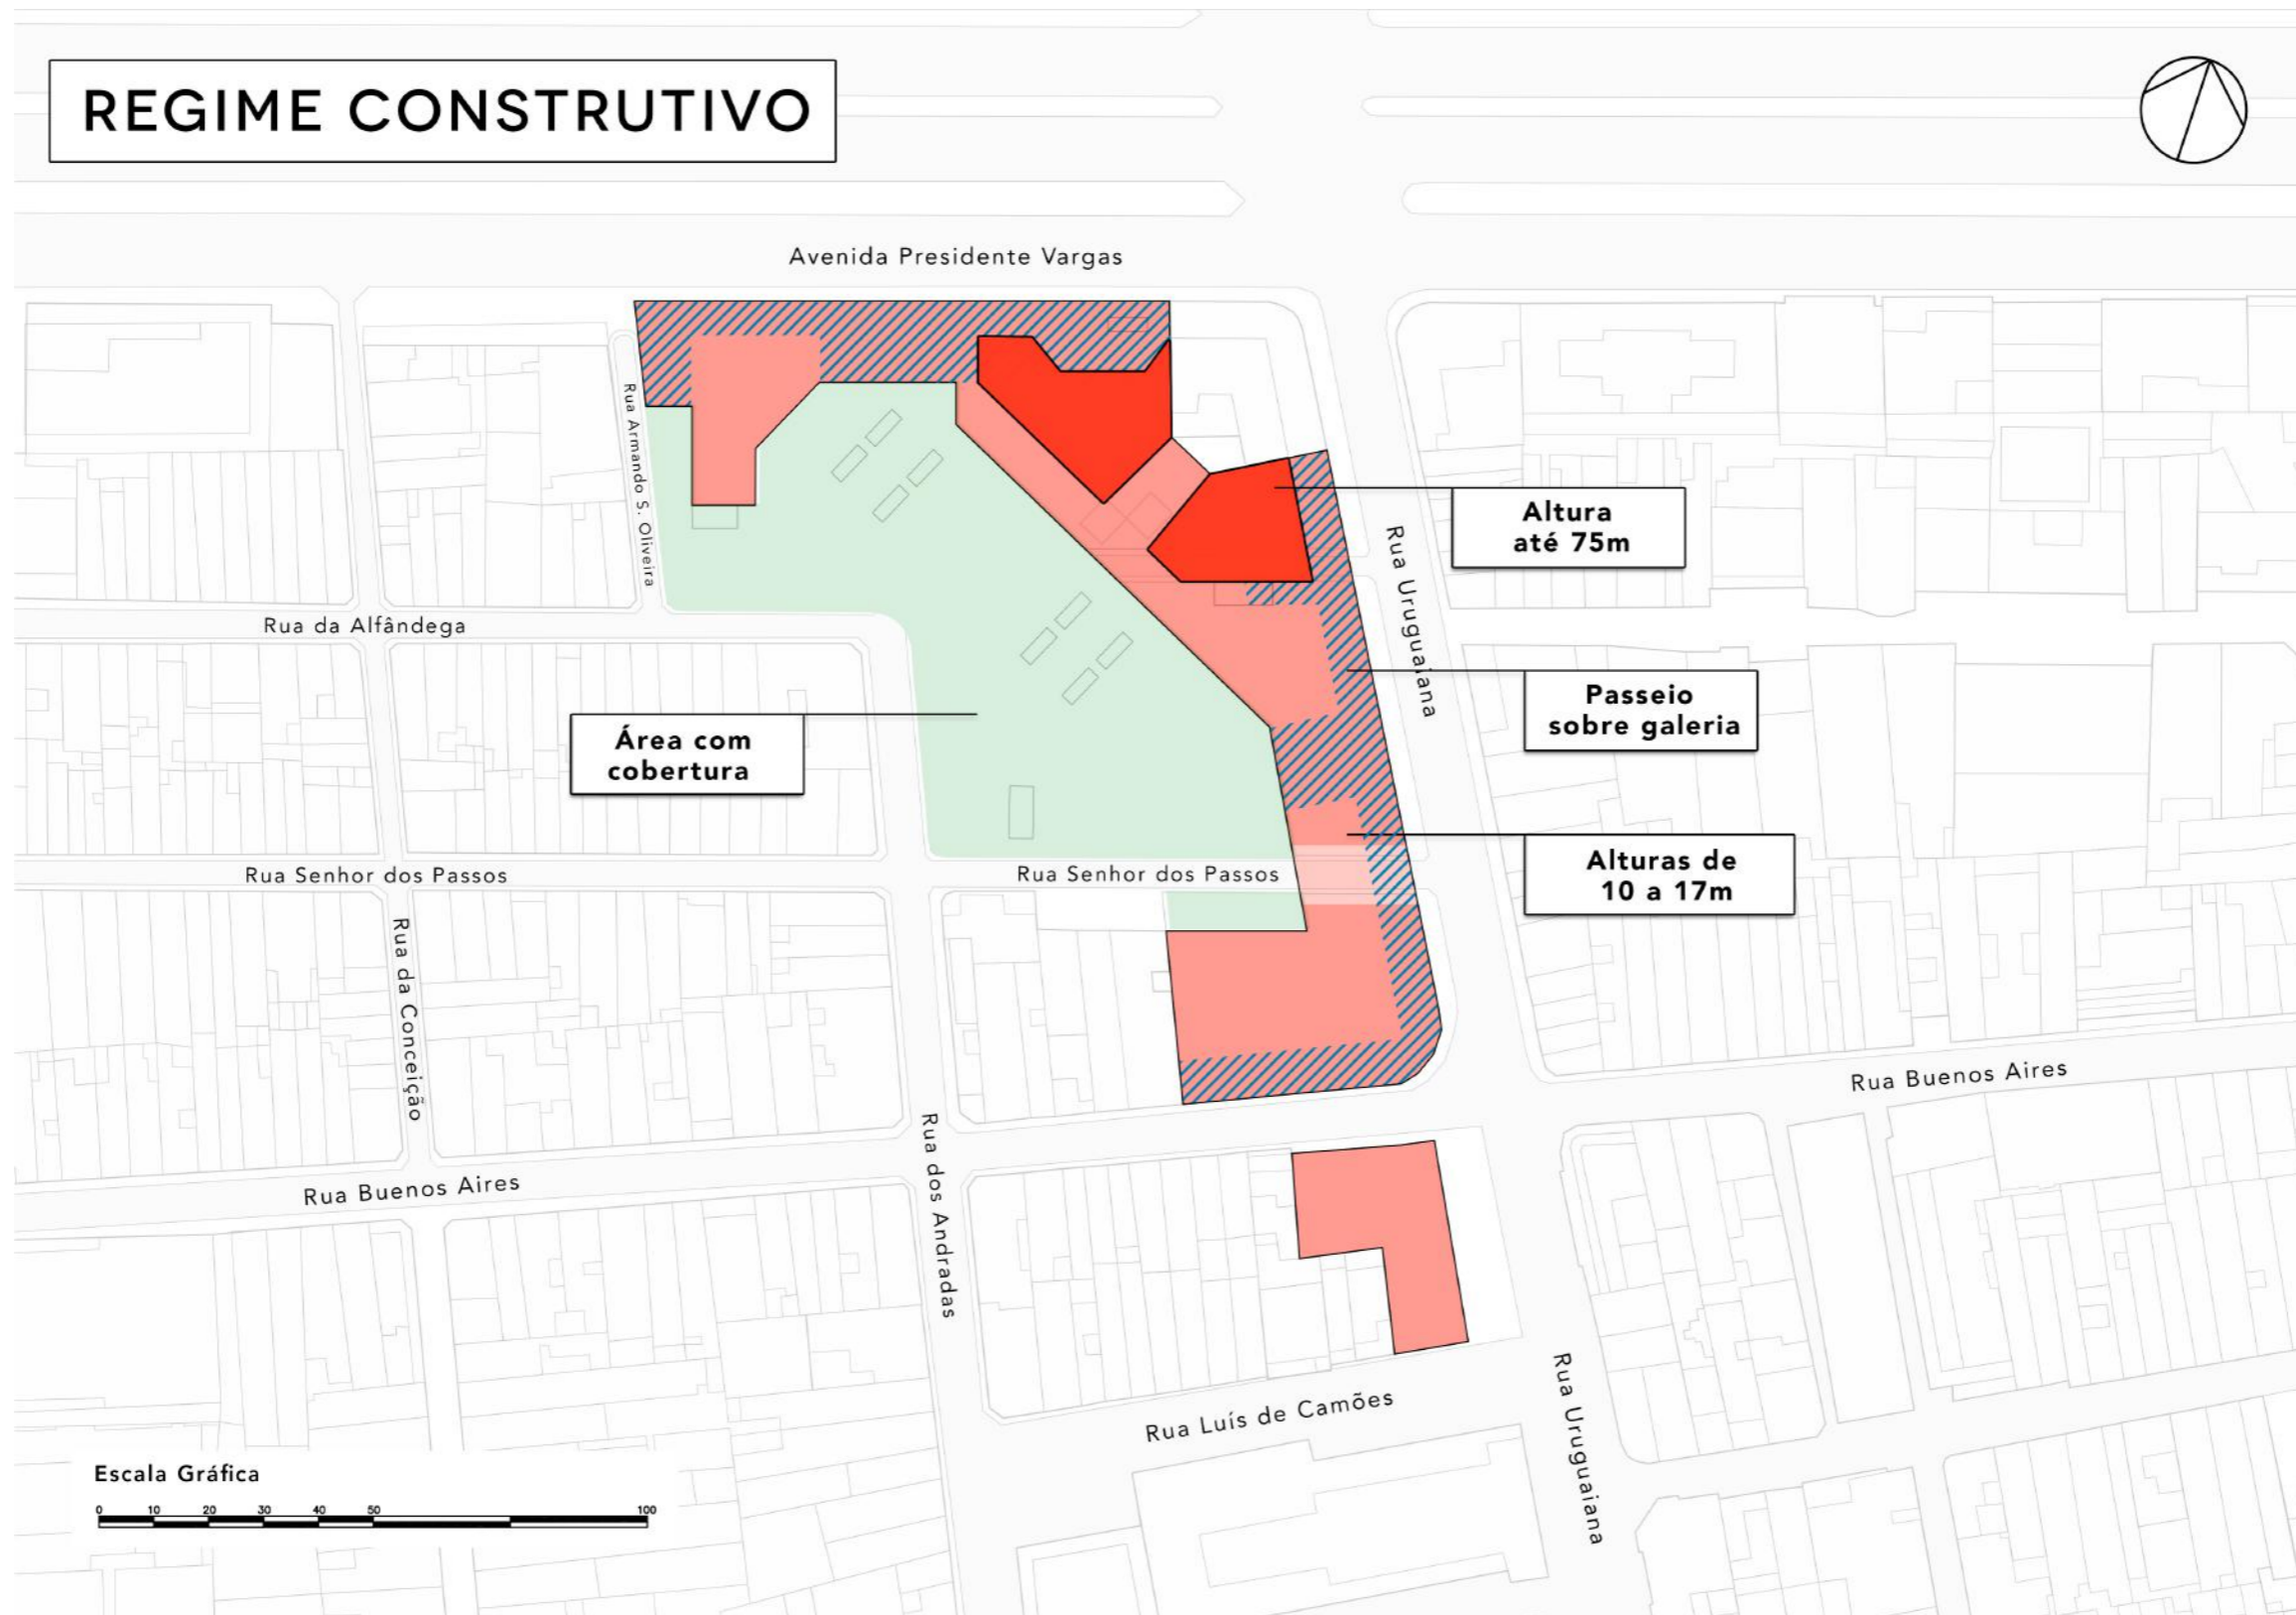 REGIME CONSTRUTIVO
Avenida Presidente Vargas
Rua Armando S. Oliveira
Altura
até 75m
Rua Uruguaiana
Rua da Alfândega
Passeio
sobre galeria
Área com
cobertura
Alturas de
10 a 17m
Rua Senhor dos Passos
Rua Senhor dos Passos
Rua da Conceição
Rua Buenos Aires
Rua dos Andradas
Rua Buenos Aires
Rua Luís de Camões
Rua Uruguaiana
Escala Gráfica
0 10 20 30 40 50 100